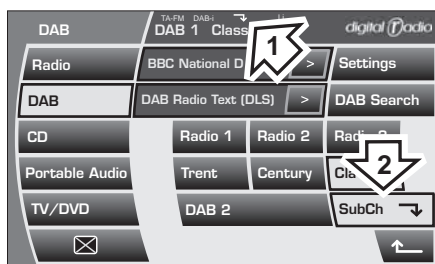 DAB
TA-FM DAB-i
DAB 1 Class
digital radio
Radio
BBC National D
>
Settings
DAB
DAB Radio Text (DLS)
>
DAB Search
CD
Radio 1
Radio 2
Portable Audio
Trent
Century
TV/DVD
DAB 2
SubCh
1
2